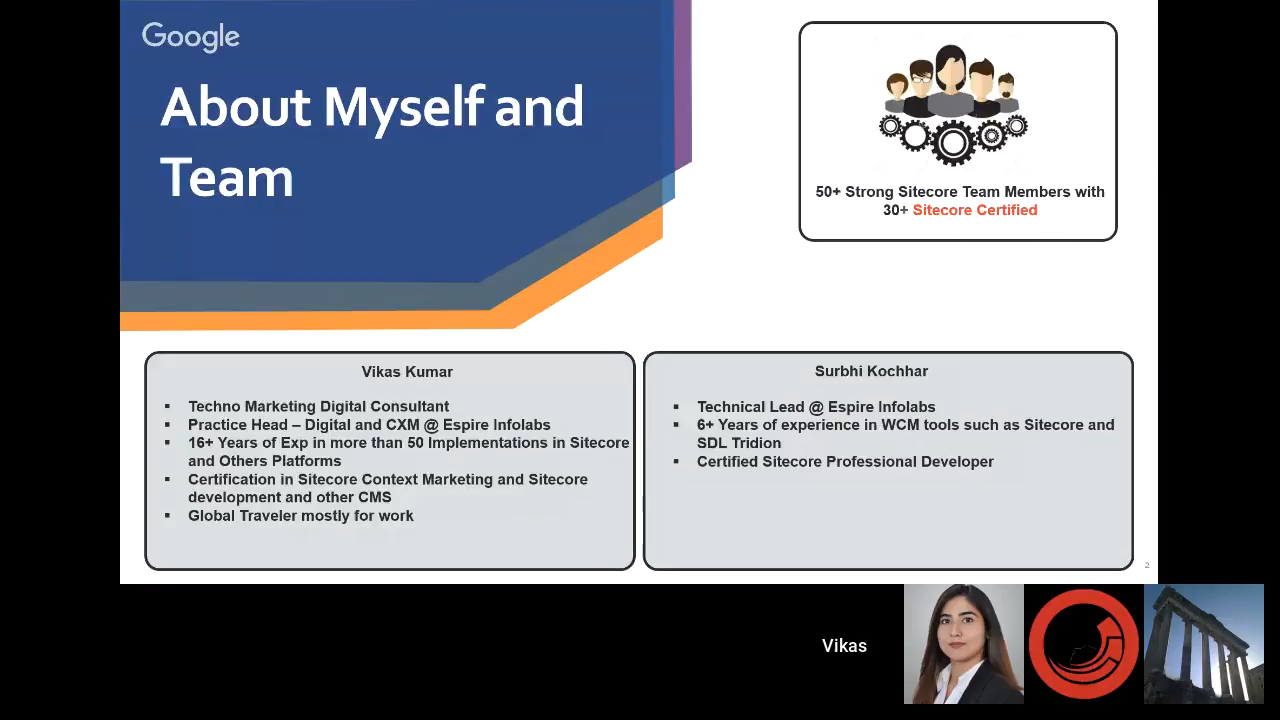 Google
About Myself and
Team
50+ Strong Sitecore Team Members with
30+ Sitecore Certified
Vikas Kumar
▪ Techno Marketing Digital Consultant
▪ Practice Head – Digital and CXM @ Espire Infolabs
▪ 16+ Years of Exp in more than 50 Implementations in Sitecore
and Others Platforms
▪ Certification in Sitecore Context Marketing and Sitecore
development and other CMS
▪ Global Traveler mostly for work
Surbhi Kochhar
▪ Technical Lead @ Espire Infolabs
▪ 6+ Years of experience in WCM tools such as Sitecore and
SDL Tridion
▪ Certified Sitecore Professional Developer
2
Vikas